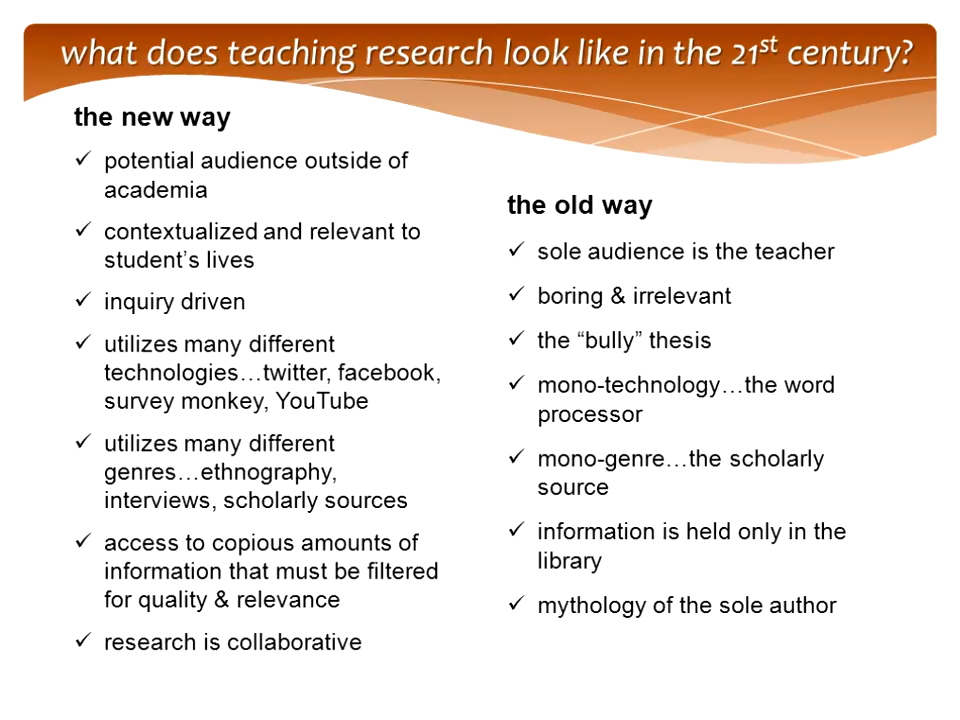 what does teaching research look like in the 21st century?
the new way
✓ potential audience outside of
academia
✓ contextualized and relevant to
student’s lives
✓ inquiry driven
✓ utilizes many different
technologies…twitter, facebook,
survey monkey, YouTube
✓ utilizes many different
genres…ethnography,
interviews, scholarly sources
✓ access to copious amounts of
information that must be filtered
for quality & relevance
✓ research is collaborative
the old way
✓ sole audience is the teacher
✓ boring & irrelevant
✓ the “bully” thesis
✓ mono-technology…the word
processor
✓ mono-genre…the scholarly
source
✓ information is held only in the
library
✓ mythology of the sole author